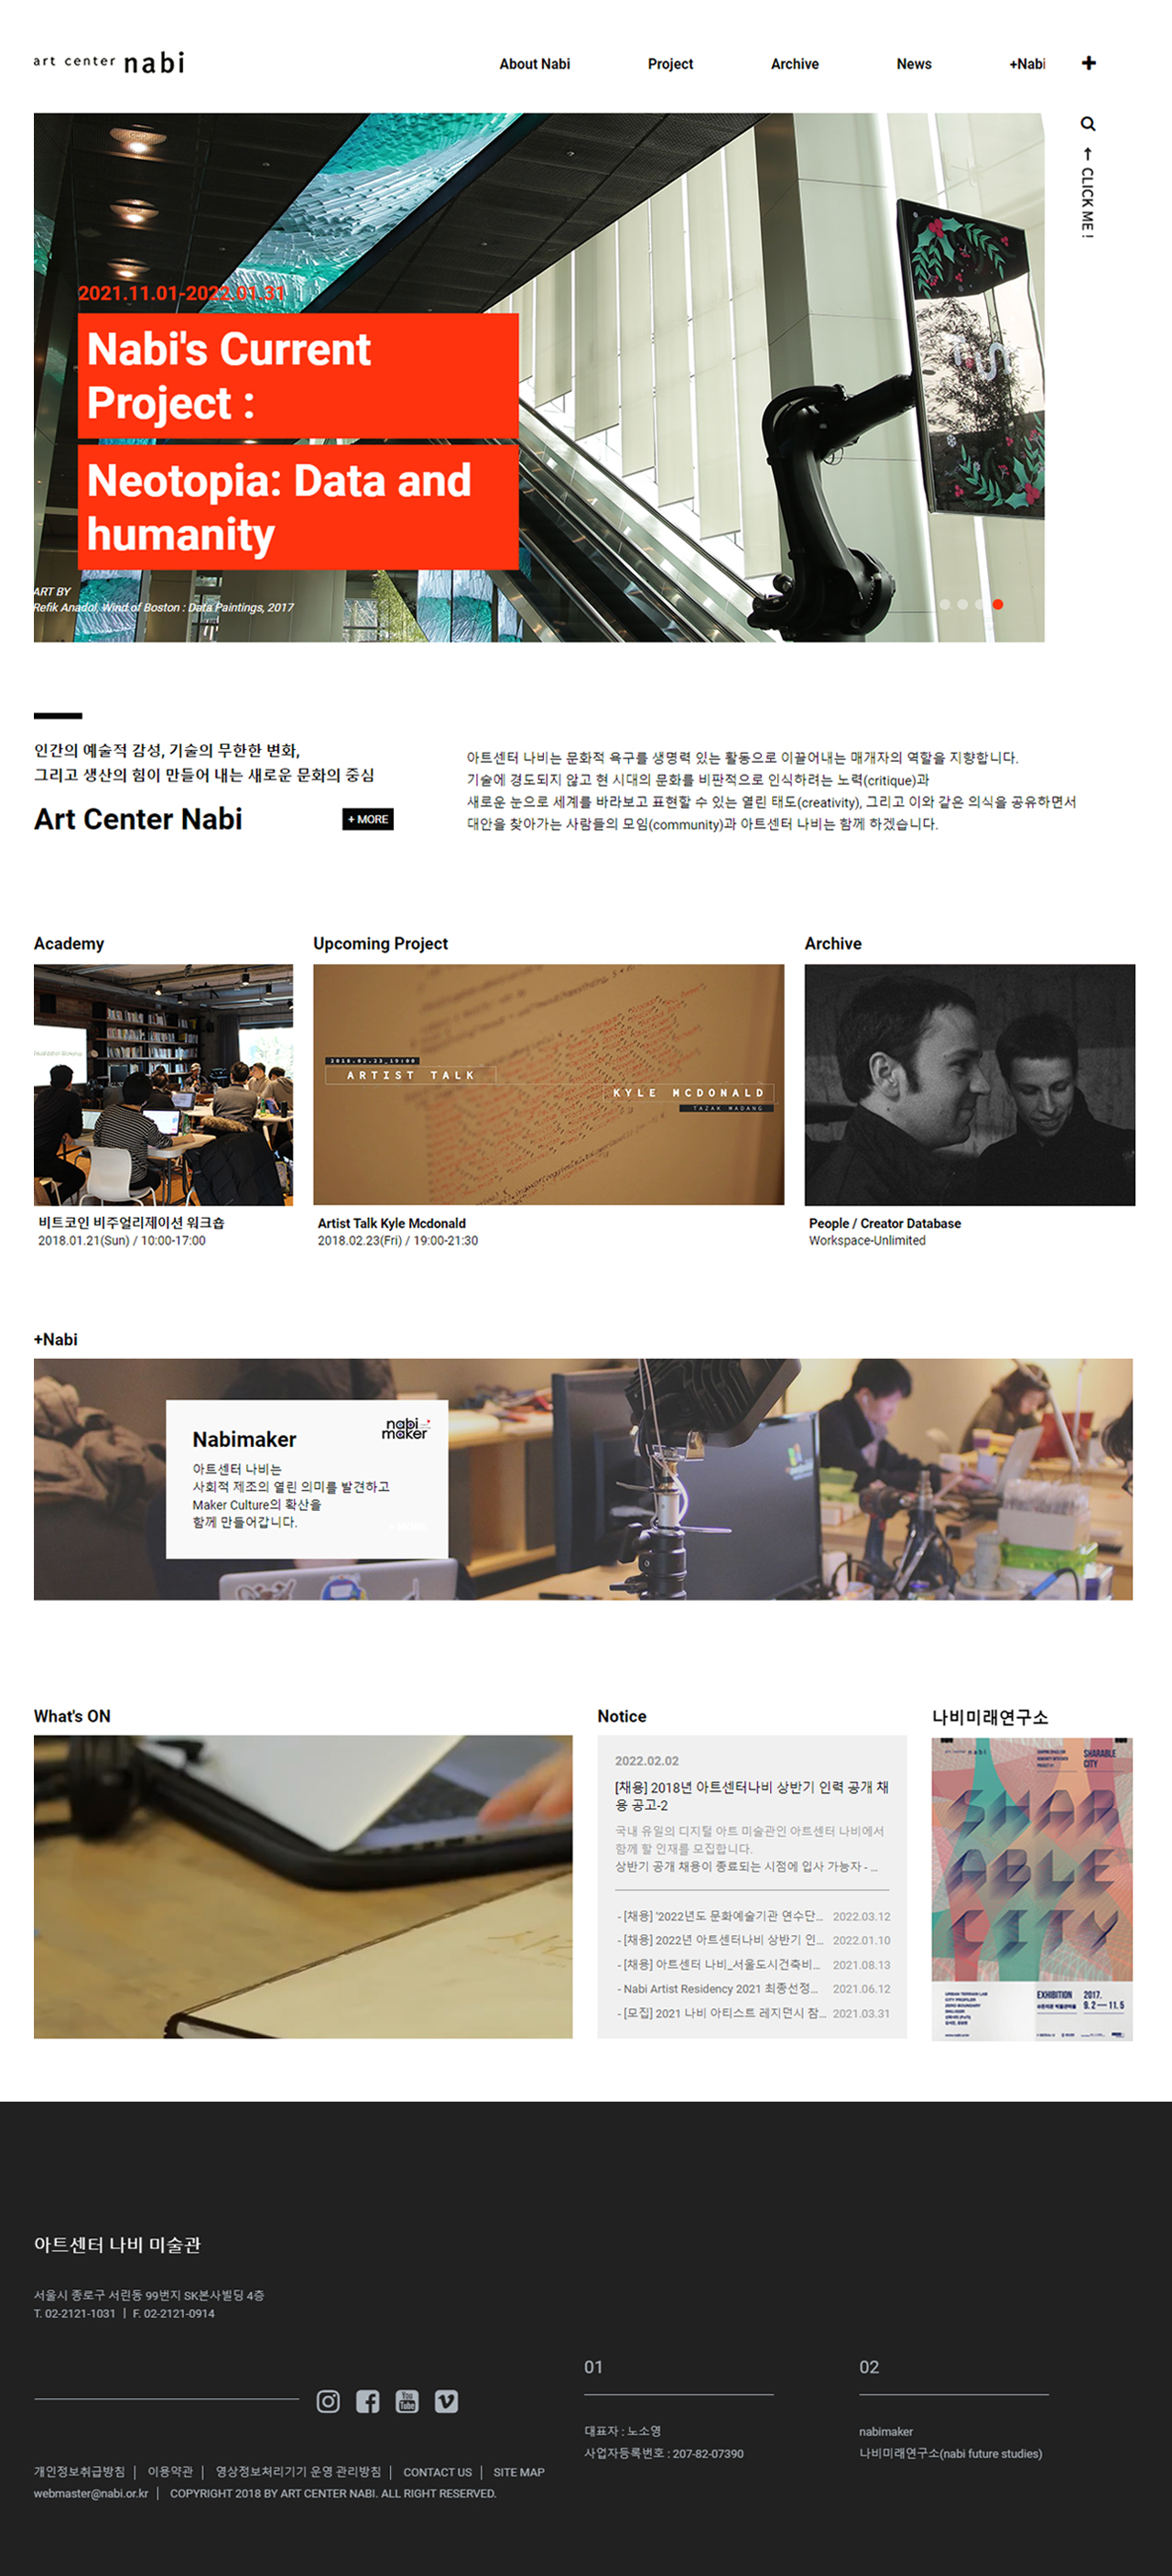 art center nabi
About Nabi
Project
Archive
News
+Nabi
← CLICK ME !
2021.11.01-2022.01.31
Nabi's Current
Project :
Neotopia: Data and
humanity
ART BY
Refik Anadol, Wind of Boston : Data Paintings, 2017
인간의 예술적 감성, 기술의 무한한 변화,
그리고 생산의 힘이 만들어 내는 새로운 문화의 중심
Art Center Nabi
+ MORE
아트센터 나비는 문화적 욕구를 생명력 있는 활동으로 이끌어내는 매개자의 역할을 지향합니다.
기술에 경도되지 않고 현 시대의 문화를 비판적으로 인식하려는 노력(critique)과
새로운 눈으로 세계를 바라보고 표현할 수 있는 열린 태도(creativity), 그리고 이와 같은 의식을 공유하면서
대안을 찾아가는 사람들의 모임(community)과 아트센터 나비는 함께 하겠습니다.
Academy
비트코인 비주얼리제이션 워크숍
2018.01.21(Sun) / 10:00-17:00
Upcoming Project
2018.02.23_19:00
ARTIST TALK
KYLE MCDONALD
TAZAK MADANG
Artist Talk Kyle Mcdonald
2018.02.23(Fri) / 19:00-21:30
Archive
People / Creator Database
Workspace-Unlimited
+Nabi
nabi
maker
Nabimaker
아트센터 나비는
사회적 제조의 열린 의미를 발견하고
Maker Culture의 확산을
함께 만들어갑니다.
What's ON
Notice
2022.02.02
[채용] 2018년 아트센터나비 상반기 인력 공개 채
용 공고-2
국내 유일의 디지털 아트 미술관인 아트센터 나비에서
함께 할 인재를 모집합니다.
상반기 공개 채용이 종료되는 시점에 입사 가능자 - ...
- [채용] '2022년도 문화예술기관 연수단... 2022.03.12
- [채용] 2022년 아트센터나비 상반기 인... 2022.01.10
- [채용] 아트센터 나비_서울도시건축비... 2021.08.13
- Nabi Artist Residency 2021 최종선정... 2021.06.12
- [모집] 2021 나비 아티스트 레지던시 참... 2021.03.31
나비미래연구소
art center nabi
SHARABLE
CITY
SHAR
ABLE
CITY
EXHIBITION
2017.
9.2—11.5
아트센터 나비 미술관
서울시 종로구 서린동 99번지 SK본사빌딩 4층
T. 02-2121-1031 | F. 02-2121-0914
01
대표자 : 노소영
사업자등록번호 : 207-82-07390
02
nabimaker
나비미래연구소(nabi future studies)
개인정보취급방침 | 이용약관 | 영상정보처리기기 운영 관리방침 | CONTACT US | SITE MAP
webmaster@nabi.or.kr | COPYRIGHT 2018 BY ART CENTER NABI. ALL RIGHT RESERVED.